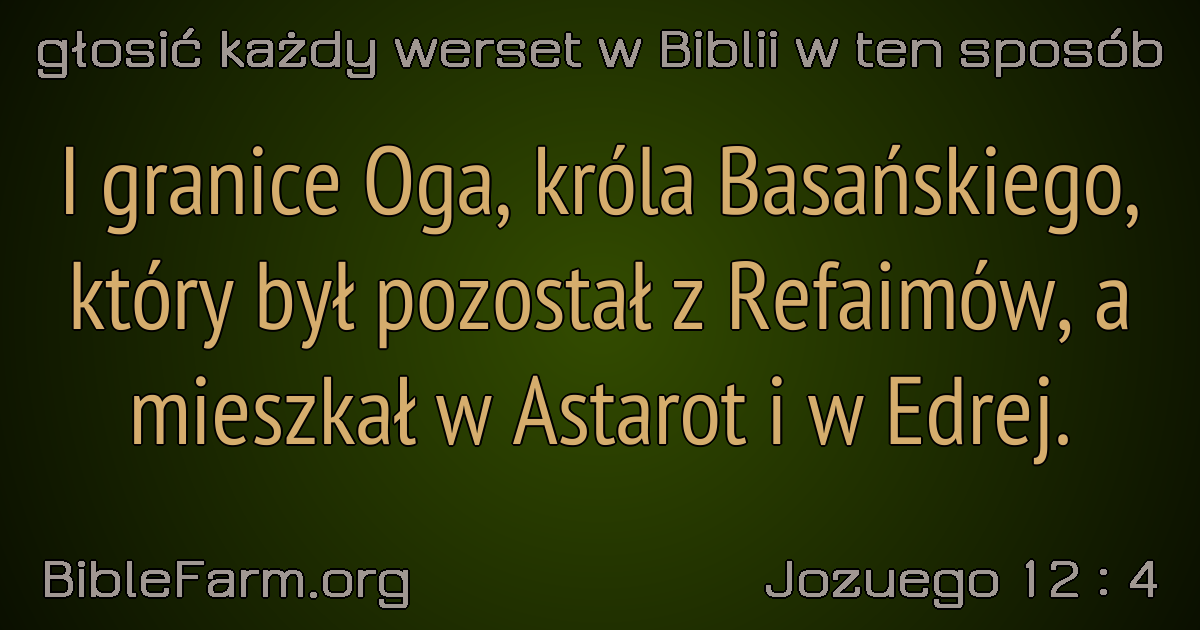 głosić każdy werset w Biblii w ten sposób
I granice Oga, króla Basańskiego,
który był pozostał z Refaimów, a
mieszkał w Astarot i w Edrej.
BibleFarm.org
Jozuego 12 : 4